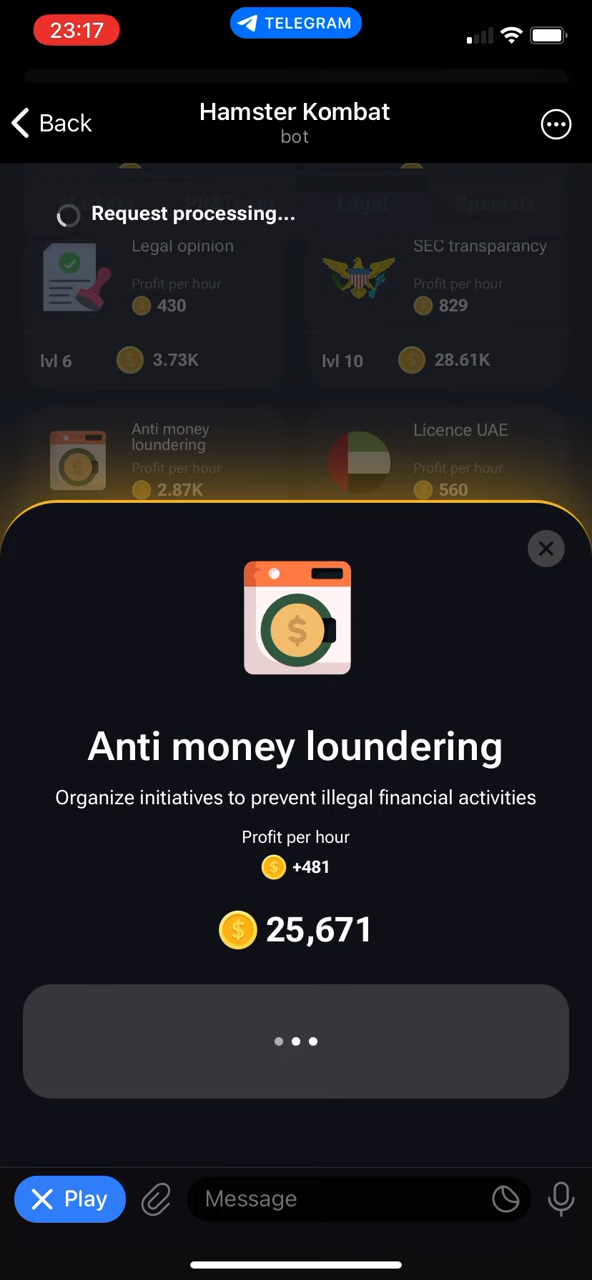 23:17
TELEGRAM
Back
Hamster Kombat
bot
PR&Team Legal Specials
Request processing...
Legal opinion
Profit per hour
430
lvl 6
3.73K
SEC transparancy
Profit per hour
829
lvl 10
28.61K
Anti money
loundering
Profit per hour
2.87K
Licence UAE
Profit per hour
560
Anti money loundering
Organize initiatives to prevent illegal financial activities
Profit per hour
+481
25,671
Play
Message